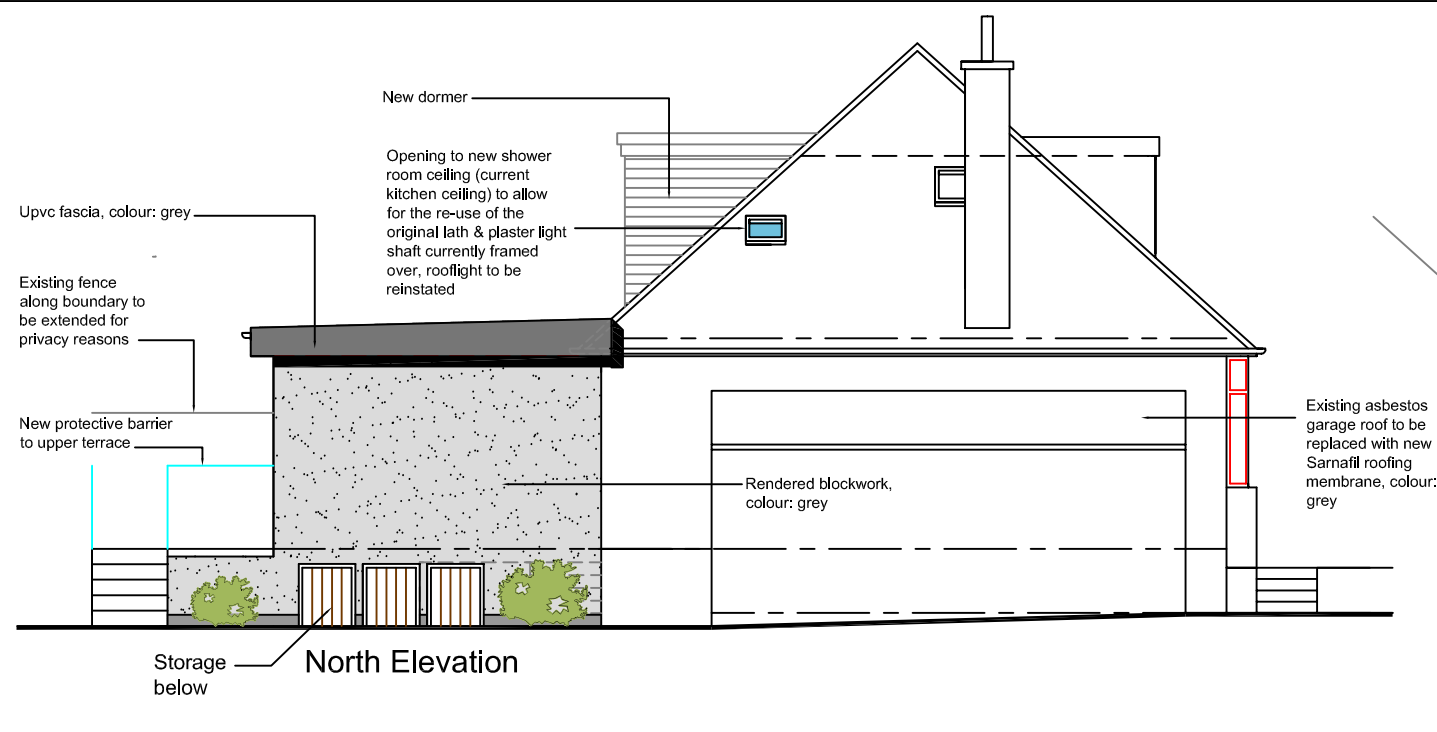 New dormer
Opening to new shower
room ceiling (current
kitchen ceiling) to allow
for the re-use of the
original lath & plaster light
shaft currently framed
over, rooflight to be
reinstated
Upvc fascia, colour: grey
Existing fence
along boundary to
be extended for
privacy reasons
New protective barrier
to upper terrace
Rendered blockwork,
colour: grey
Existing asbestos
garage roof to be
replaced with new
Sarnafil roofing
membrane, colour:
grey
Storage
below
North Elevation